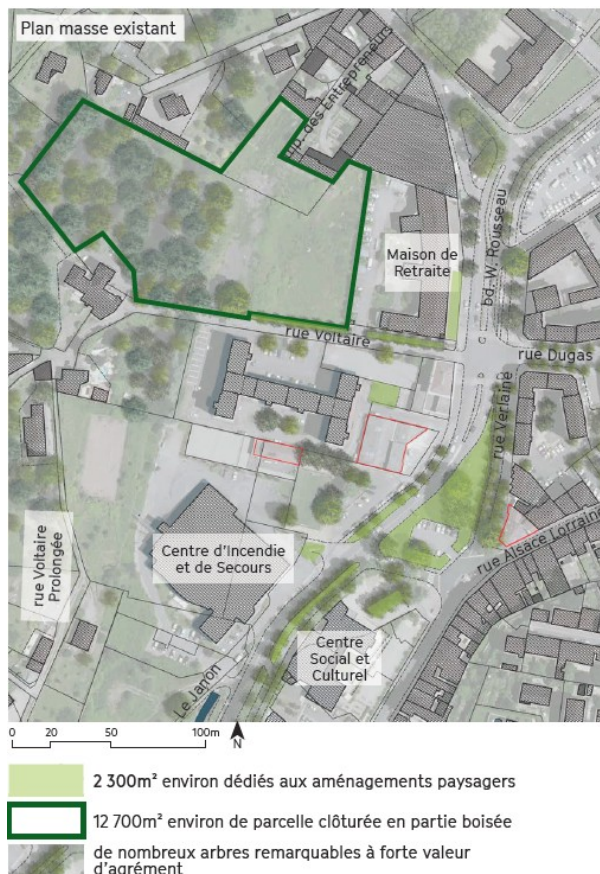 Plan masse existant
imp. des Entrepreneurs
Maison de
Retraite
bd. W. Rousseau
rue Voltaire
rue Dugas
rue Verlaine
rue Alsace Lorraine
Centre d'Incendie
et de Secours
rue Voltaire
Prolongée
Centre
Social et
Culturel
Le Janon
0 20 50 100m
N
2 300m² environ dédiés aux aménagements paysagers
12 700m² environ de parcelle clôturée en partie boisée
de nombreux arbres remarquables à forte valeur
d'agrément